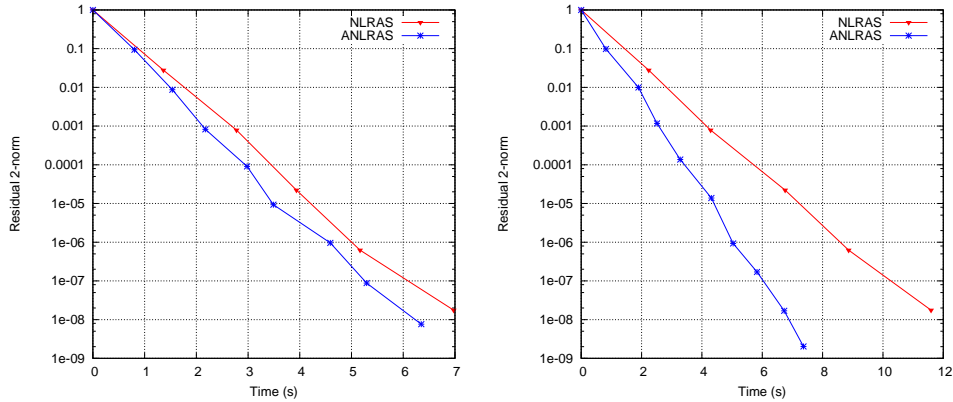 1
0.1
0.01
0.001
0.0001
1e-05
1e-06
1e-07
1e-08
1e-09
0 1 2 3 4 5 6 7
Residual 2-norm
Time (s)
NLRAS
ANLRAS
1
0.1
0.01
0.001
0.0001
1e-05
1e-06
1e-07
1e-08
1e-09
0 2 4 6 8 10 12
Residual 2-norm
Time (s)
NLRAS
ANLRAS